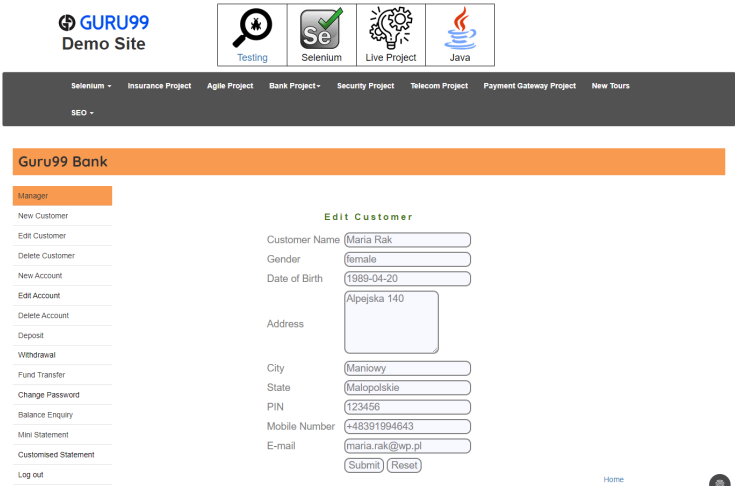 GURU99
Demo Site
Testing
Se
Selenium
Live Project
Java
Selenium Insurance Project Agile Project Bank Project Security Project Telecom Project Payment Gateway Project New Tours
SEO
Guru99 Bank
Manager
New Customer
Edit Customer
Delete Customer
New Account
Edit Account
Delete Account
Deposit
Withdrawal
Fund Transfer
Change Password
Balance Enquiry
Mini Statement
Customised Statement
Log out
Edit Customer
Customer Name Maria Rak
Gender female
Date of Birth 1989-04-20
Address Alpejska 140
City Maniowy
State Malopolskie
PIN 123456
Mobile Number +48391994643
E-mail maria.rak@wp.pl
Submit Reset
Home